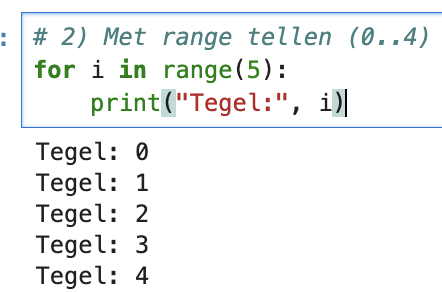 :
# 2) Met range tellen (0..4)
for i in range(5):
    print("Tegel:", i)
Tegel: 0
Tegel: 1
Tegel: 2
Tegel: 3
Tegel: 4